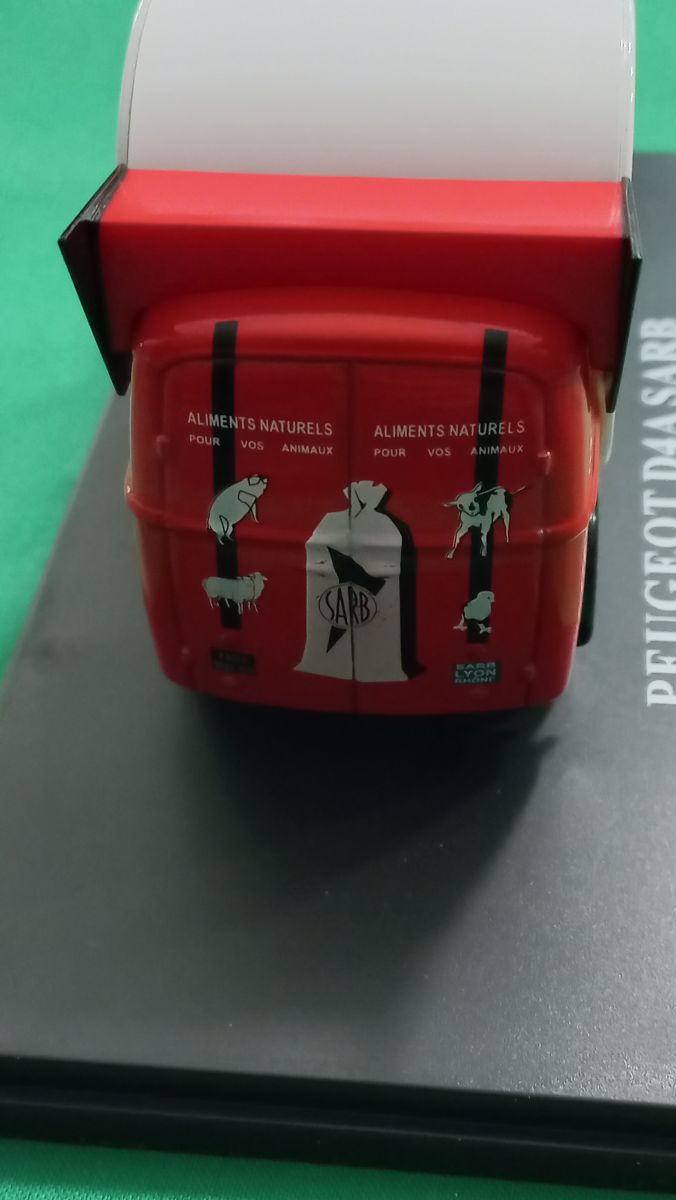 ALIMENTS NATURELS
POUR VOS ANIMAUX
ALIMENTS NATURELS
POUR VOS ANIMAUX
SARB
SARB
LYON
RHONE
PEUGEOT D4A SARB